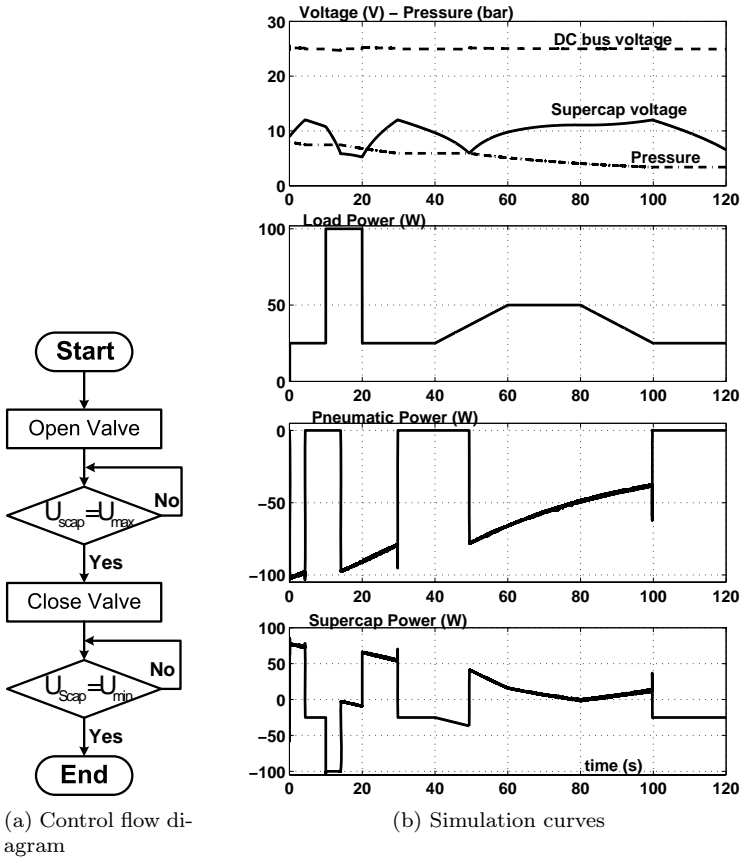 Start
Open Valve
U_scap=U_max
No
Yes
Close Valve
U_Scap=U_min
No
Yes
End
(a) Control flow di-
agram
Voltage (V) – Pressure (bar)
30
20
10
0
DC bus voltage
Supercap voltage
Pressure
0 20 40 60 80 100 120
Load Power (W)
100
50
0
0 20 40 60 80 100 120
Pneumatic Power (W)
0
−50
−100
0 20 40 60 80 100 120
Supercap Power (W)
100
50
0
−50
−100
time (s)
0 20 40 60 80 100 120
(b) Simulation curves